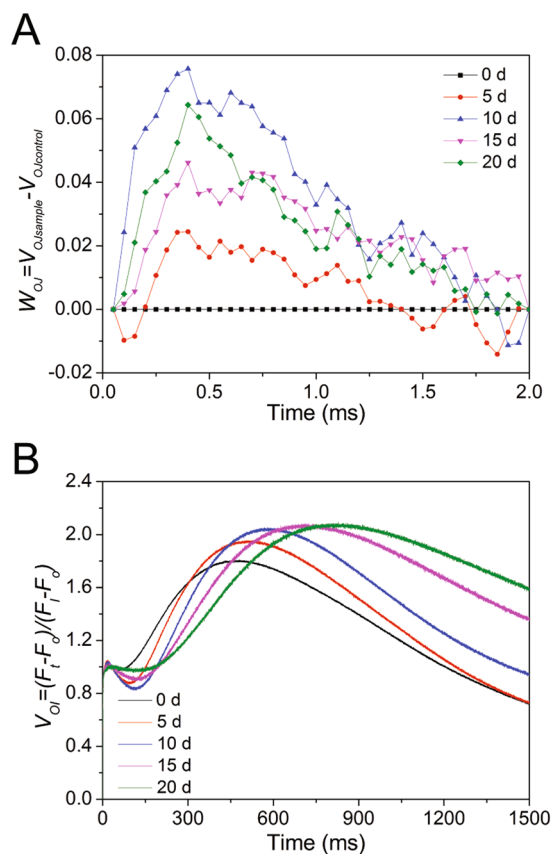 A
0.08
0.06
0.04
0.02
0.00
-0.02
W_OJ=V_OJsample-V_OJcontrol
0 d
5 d
10 d
15 d
20 d
0.0 0.5 1.0 1.5 2.0
Time (ms)
B
2.4
2.0
1.6
1.2
0.8
0.4
0.0
V_OI=(F_t-F_o)/(F_I-F_o)
0 d
5 d
10 d
15 d
20 d
0 300 600 900 1200 1500
Time (ms)